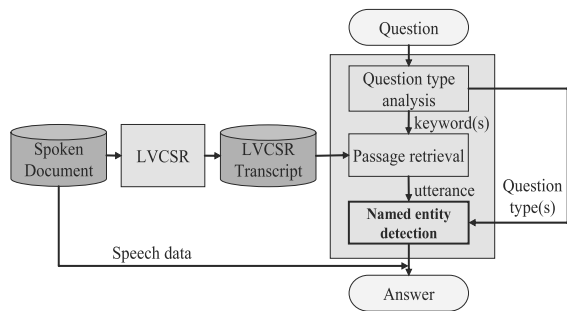 Question
Question type
analysis
keyword(s)
Spoken
Document
LVCSR
LVCSR
Transcript
Passage retrieval
utterance
Question
type(s)
Named entity
detection
Speech data
Answer